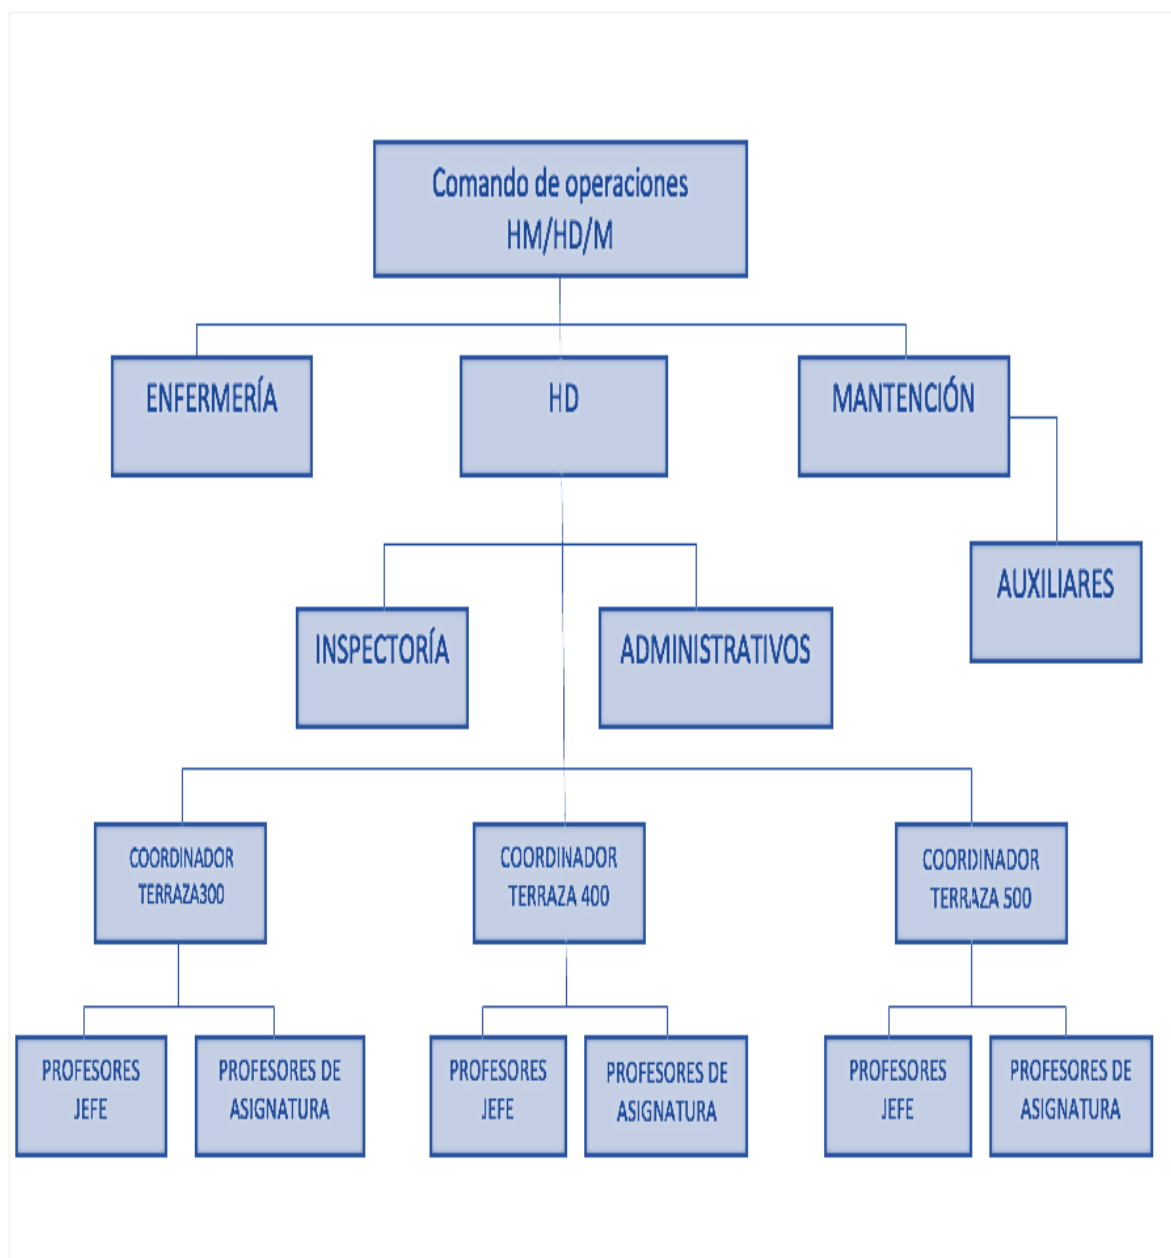 Comando de operaciones
HM/HD/M
ENFERMERÍA
HD
MANTENCIÓN
AUXILIARES
INSPECTORÍA
ADMINISTRATIVOS
COORDINADOR
TERRAZA300
COORDINADOR
TERRAZA 400
COORDINADOR
TERRAZA 500
PROFESORES
JEFE
PROFESORES DE
ASIGNATURA
PROFESORES
JEFE
PROFESORES DE
ASIGNATURA
PROFESORES
JEFE
PROFESORES DE
ASIGNATURA